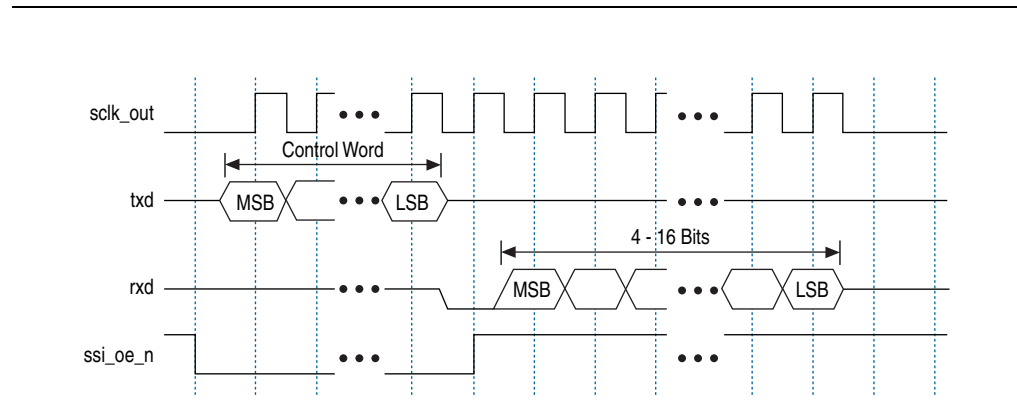 sclk_out
Control Word
txd
MSB
LSB
4 - 16 Bits
rxd
MSB
LSB
ssi_oe_n